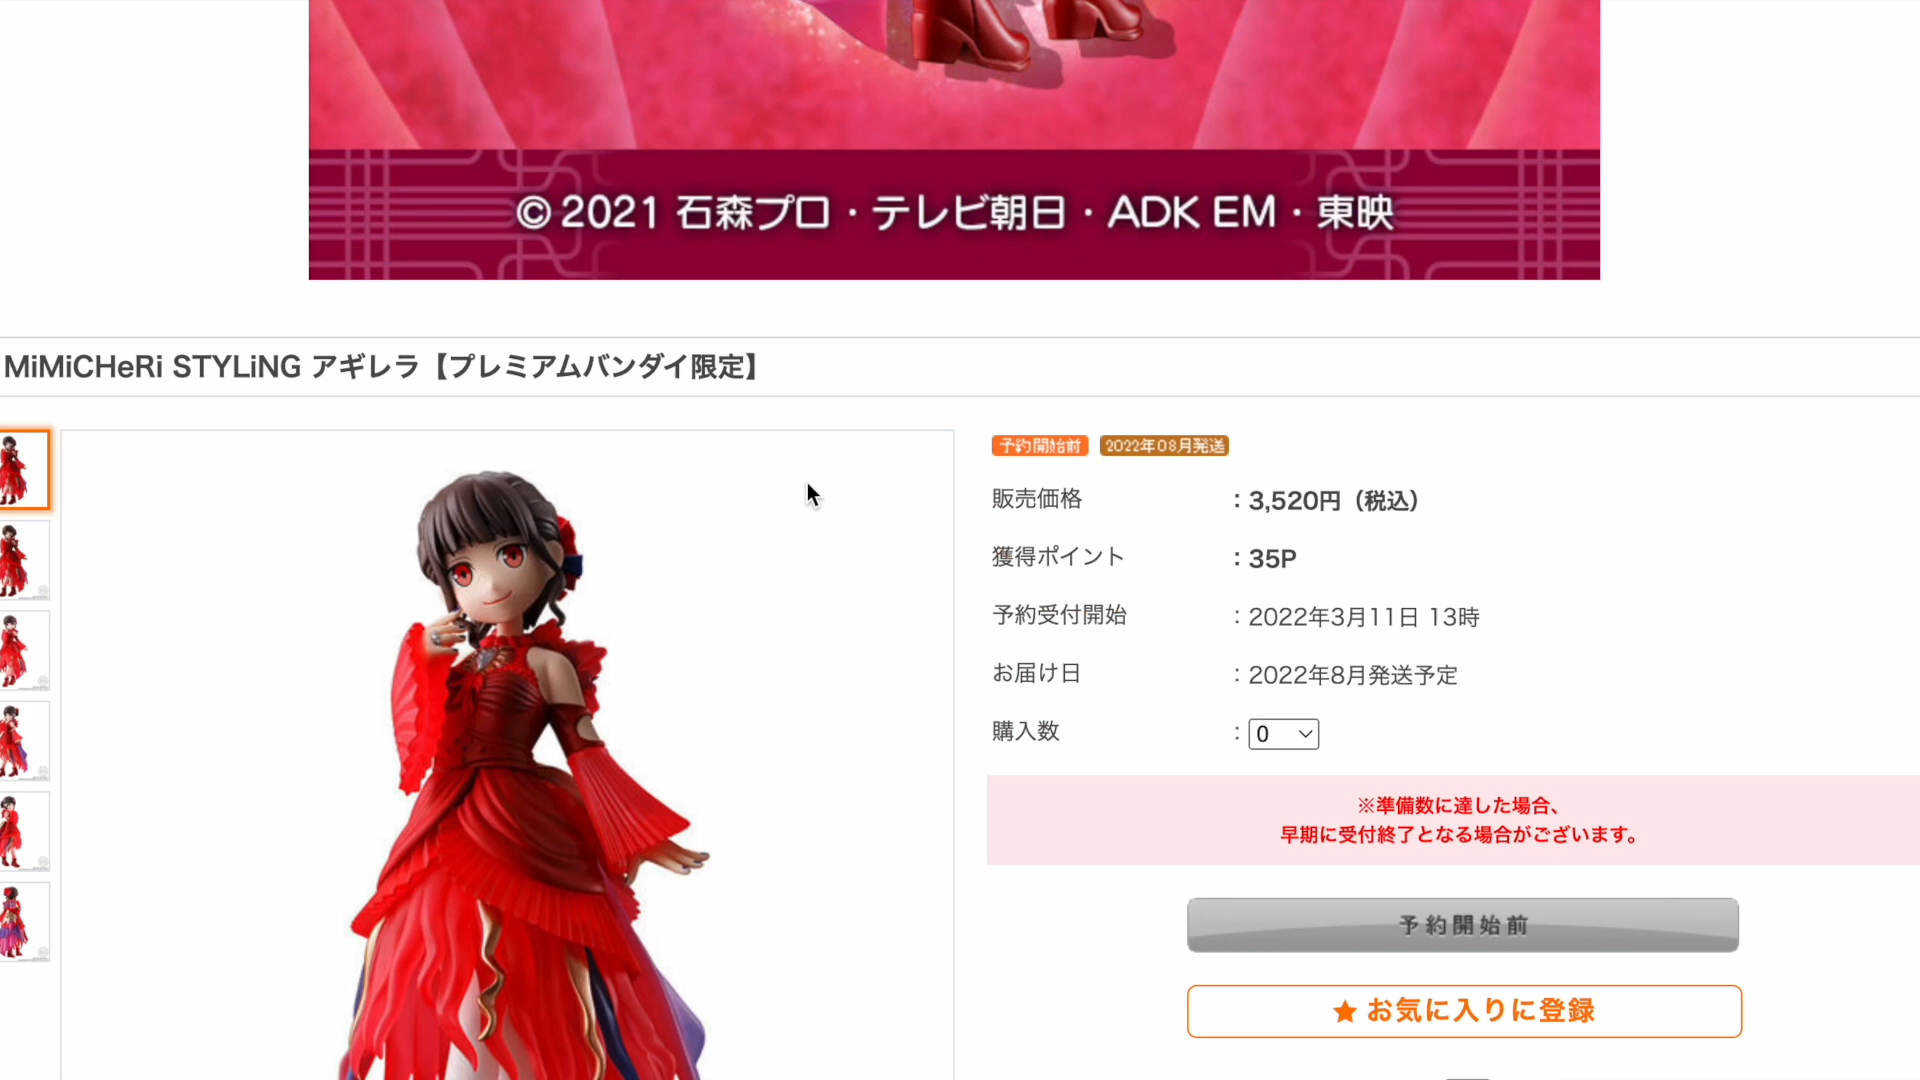 © 2021 石森プロ・テレビ朝日・ADK EM・東映
MiMiCHeRi STYLiNG アギレラ【プレミアムバンダイ限定】
予約開始前 2022年08月発送
販売価格 : 3,520円（税込）
獲得ポイント : 35P
予約受付開始 : 2022年3月11日 13時
お届け日 : 2022年8月発送予定
購入数 : 0
※準備数に達した場合、
早期に受付終了となる場合がございます。
予約開始前
★ お気に入りに登録